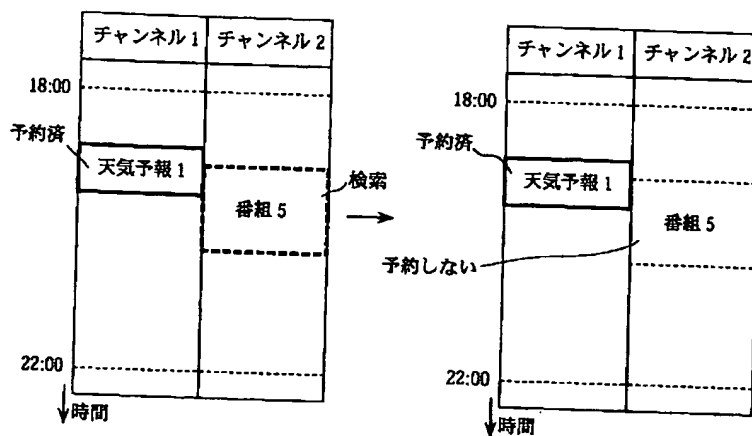 チャンネル1 チャンネル2
18:00
予約済
天気予報1
検索
番組5
22:00
時間
チャンネル1 チャンネル2
18:00
予約済
天気予報1
番組5
予約しない
22:00
時間